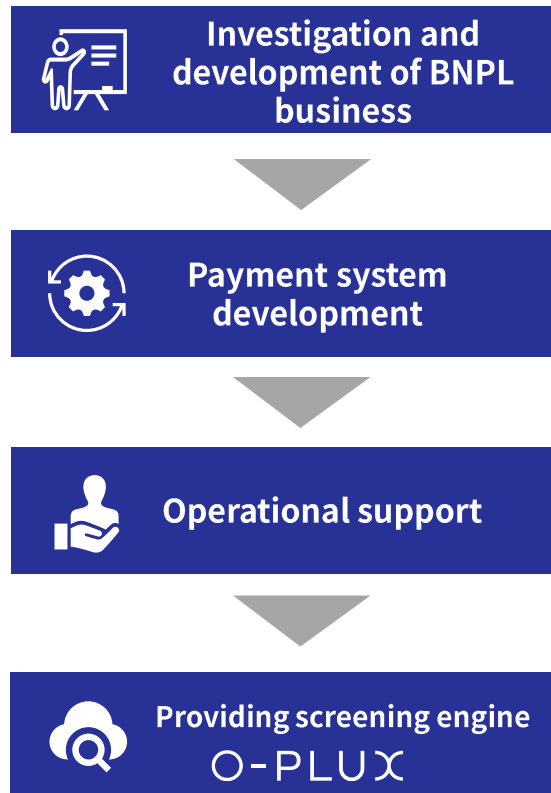 Investigation and
development of BNPL
business
Payment system
development
Operational support
Providing screening engine
O-PLUX